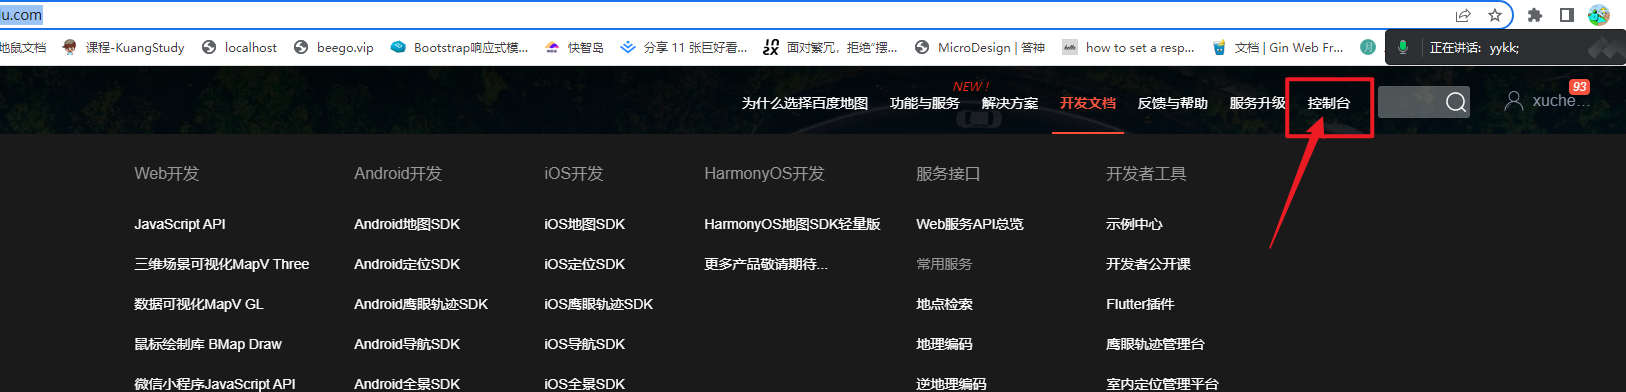 lu.com
地鼠文档 课程-KuangStudy localhost beego.vip Bootstrap响应式模... 快智岛 分享 11 张巨好看... 面对繁冗，拒绝“摆... MicroDesign | 答神 how to set a resp... 文档 | Gin Web Fr... 正在讲话: yykk;
NEW !
93
为什么选择百度地图 功能与服务 解决方案 开发文档 反馈与帮助 服务升级 控制台 xuche...
Web开发 Android开发 iOS开发 HarmonyOS开发 服务接口 开发者工具
JavaScript API Android地图SDK iOS地图SDK HarmonyOS地图SDK轻量版 Web服务API总览 示例中心
三维场景可视化MapV Three Android定位SDK iOS定位SDK 更多产品敬请期待... 常用服务 开发者公开课
数据可视化MapV GL Android鹰眼轨迹SDK iOS鹰眼轨迹SDK 地点检索 Flutter插件
鼠标绘制库 BMap Draw Android导航SDK iOS导航SDK 地理编码 鹰眼轨迹管理台
微信小程序JavaScript API Android全景SDK iOS全景SDK 逆地理编码 室内定位管理平台